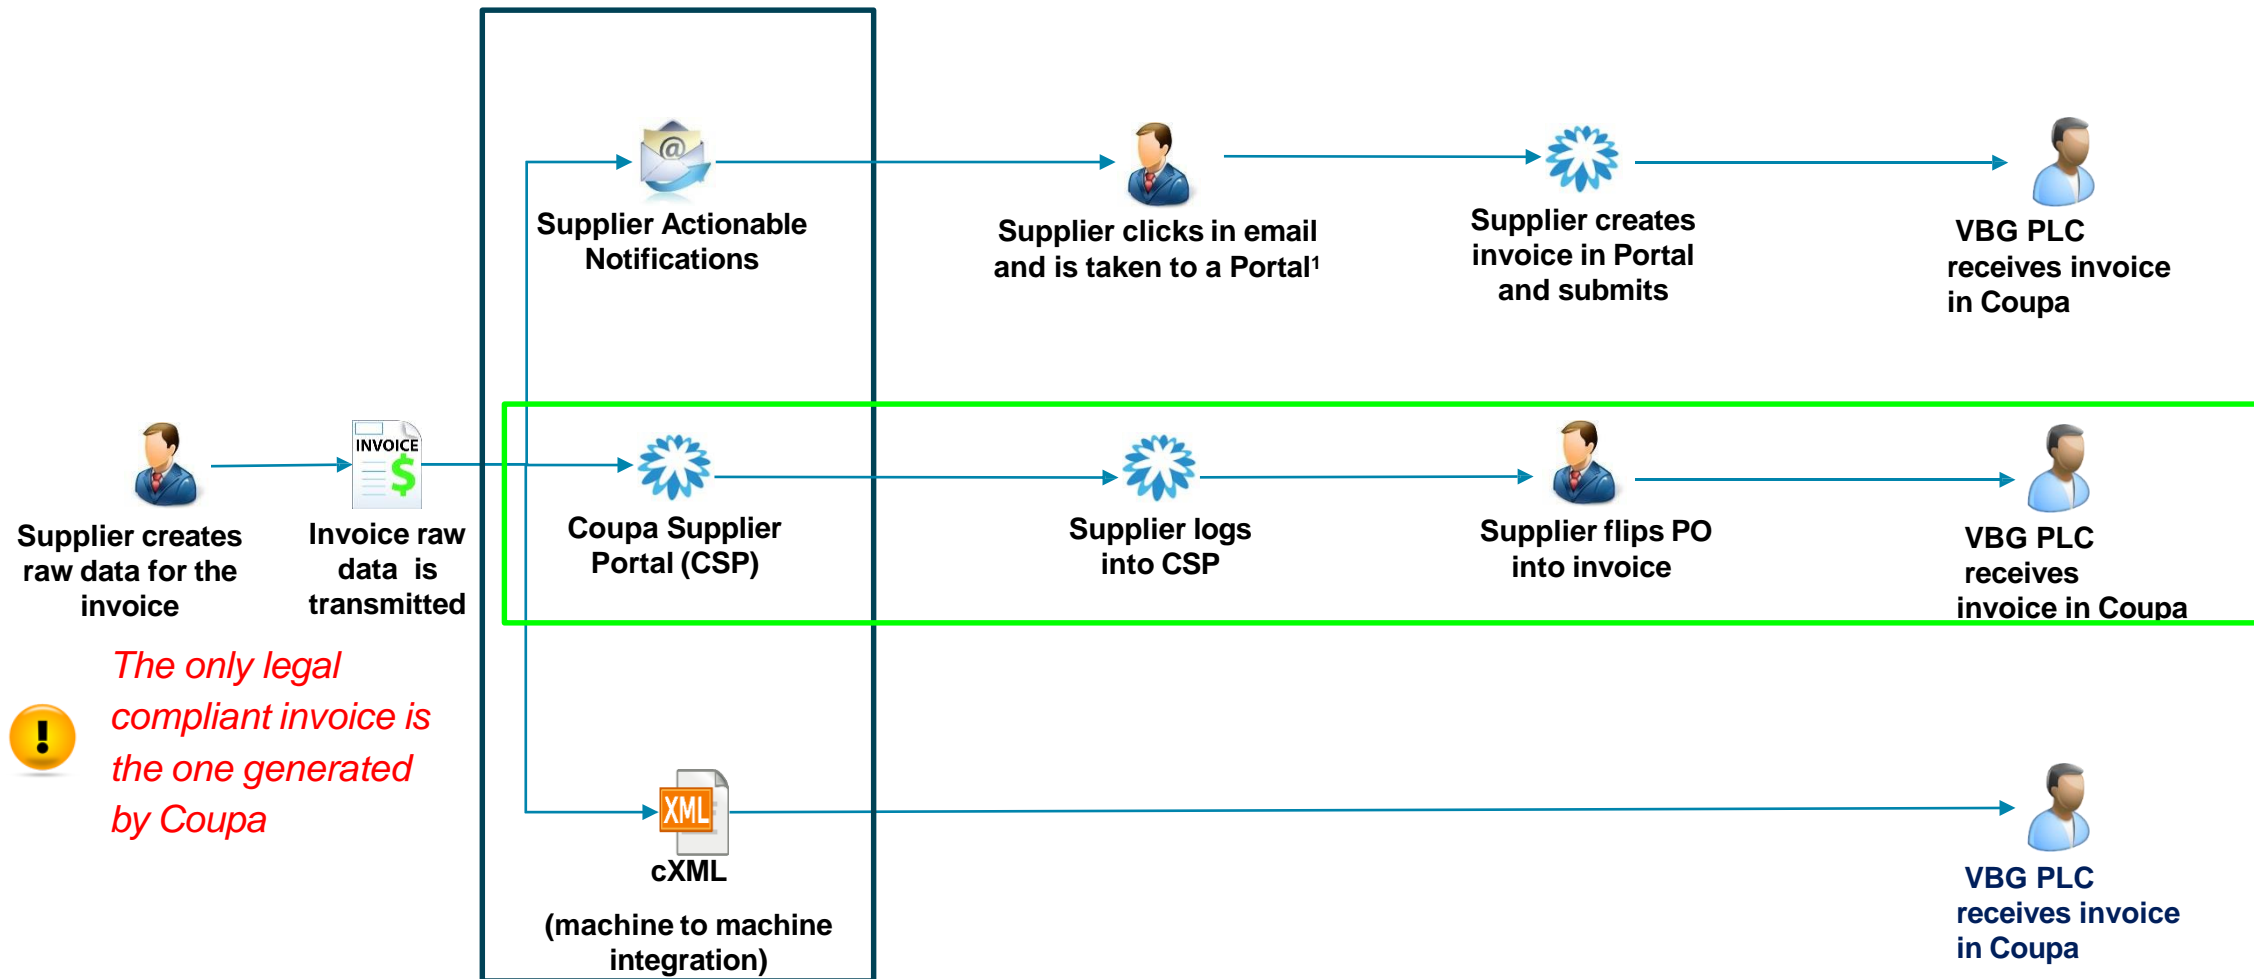 @
Supplier Actionable
Notifications
Supplier clicks in email
and is taken to a Portal¹
Supplier creates
invoice in Portal
and submits
VBG PLC
receives invoice
in Coupa
INVOICE
$
Supplier creates
raw data for the
invoice
Invoice raw
data is
transmitted
Coupa Supplier
Portal (CSP)
Supplier logs
into CSP
Supplier flips PO
into invoice
VBG PLC
receives
invoice in Coupa
!
The only legal
compliant invoice is
the one generated
by Coupa
XML
cXML
(machine to machine
integration)
VBG PLC
receives invoice
in Coupa